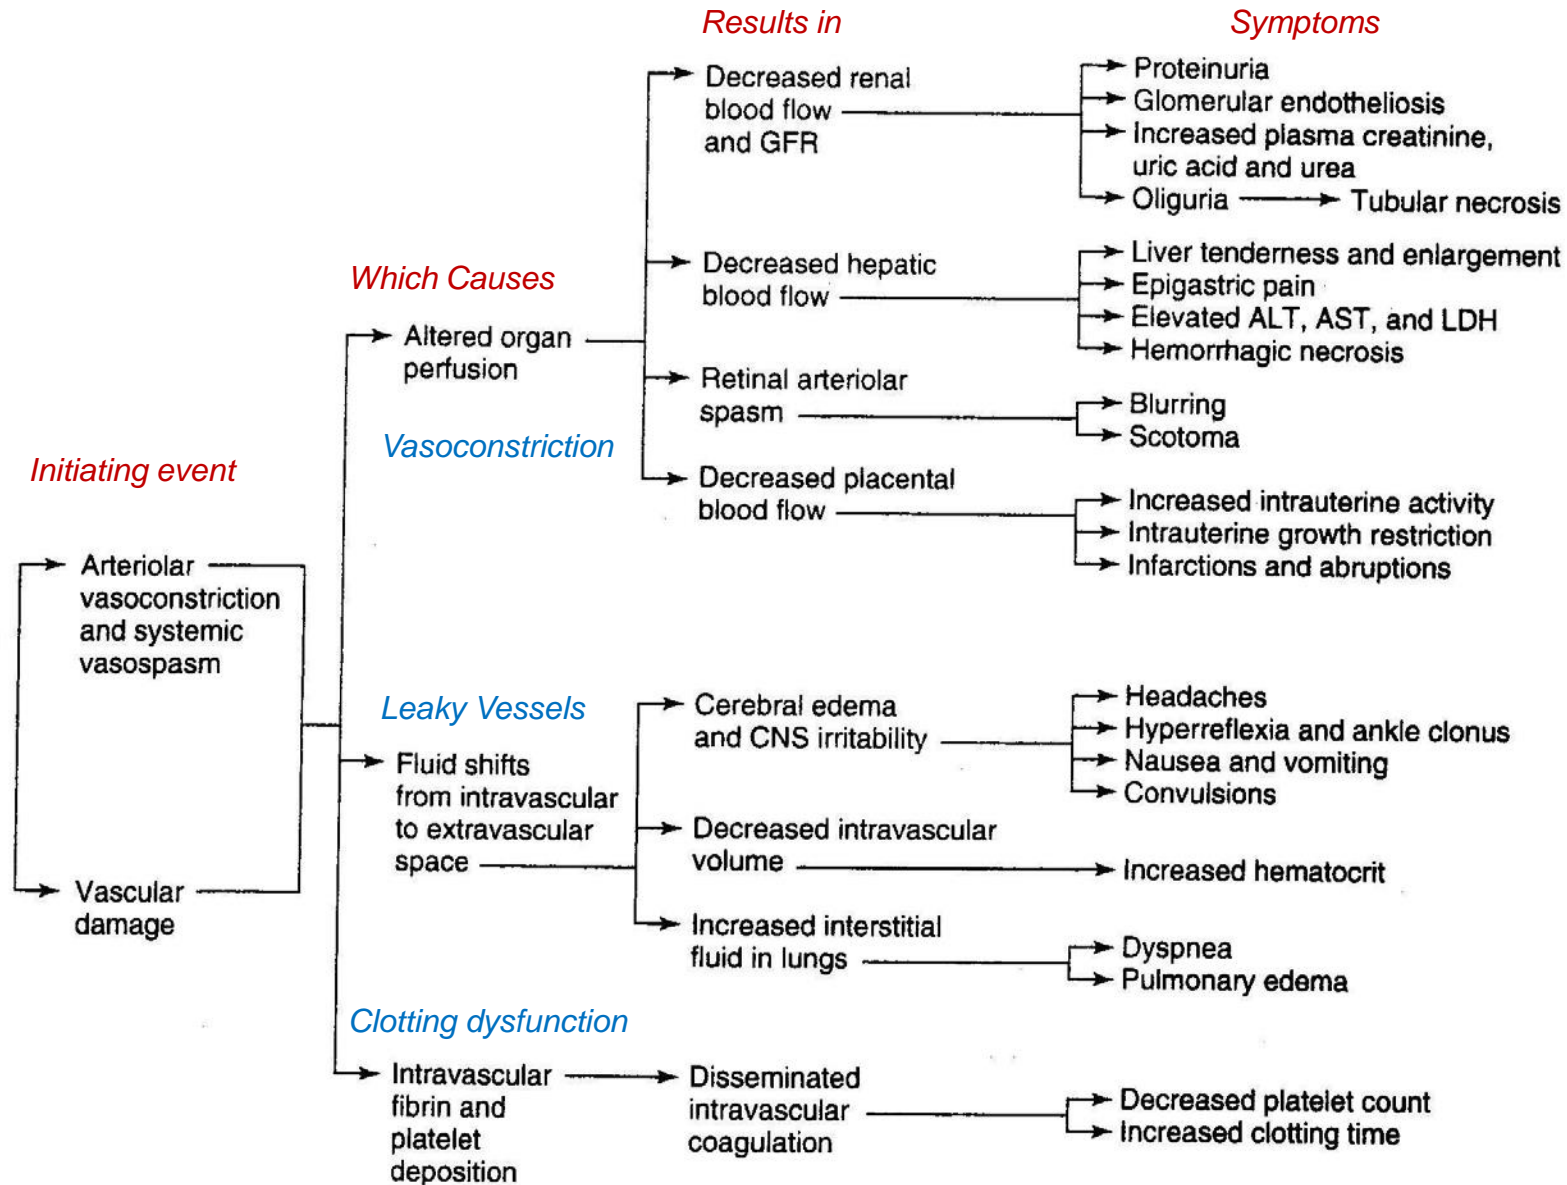 Results in
Symptoms
Decreased renal
blood flow
and GFR
Proteinuria
Glomerular endotheliosis
Increased plasma creatinine,
uric acid and urea
Oliguria
Tubular necrosis
Which Causes
Altered organ
perfusion
Vasoconstriction
Decreased hepatic
blood flow
Liver tenderness and enlargement
Epigastric pain
Elevated ALT, AST, and LDH
Hemorrhagic necrosis
Retinal arteriolar
spasm
Blurring
Scotoma
Decreased placental
blood flow
Increased intrauterine activity
Intrauterine growth restriction
Infarctions and abruptions
Initiating event
Arteriolar
vasoconstriction
and systemic
vasospasm
Vascular
damage
Leaky Vessels
Fluid shifts
from intravascular
to extravascular
space
Cerebral edema
and CNS irritability
Headaches
Hyperreflexia and ankle clonus
Nausea and vomiting
Convulsions
Decreased intravascular
volume
Increased hematocrit
Increased interstitial
fluid in lungs
Dyspnea
Pulmonary edema
Clotting dysfunction
Intravascular
fibrin and
platelet
deposition
Disseminated
intravascular
coagulation
Decreased platelet count
Increased clotting time